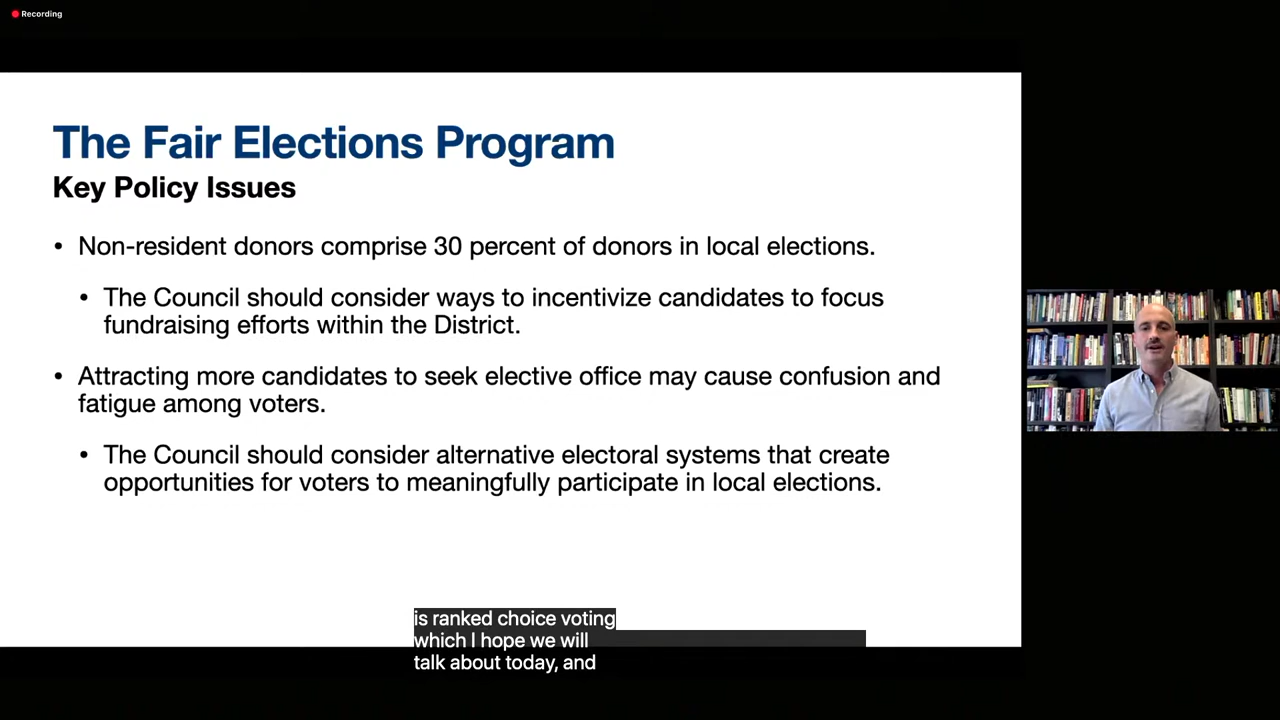 Recording
The Fair Elections Program
Key Policy Issues
• Non-resident donors comprise 30 percent of donors in local elections.
• The Council should consider ways to incentivize candidates to focus
fundraising efforts within the District.
• Attracting more candidates to seek elective office may cause confusion and
fatigue among voters.
• The Council should consider alternative electoral systems that create
opportunities for voters to meaningfully participate in local elections.
is ranked choice voting
which I hope we will
talk about today, and